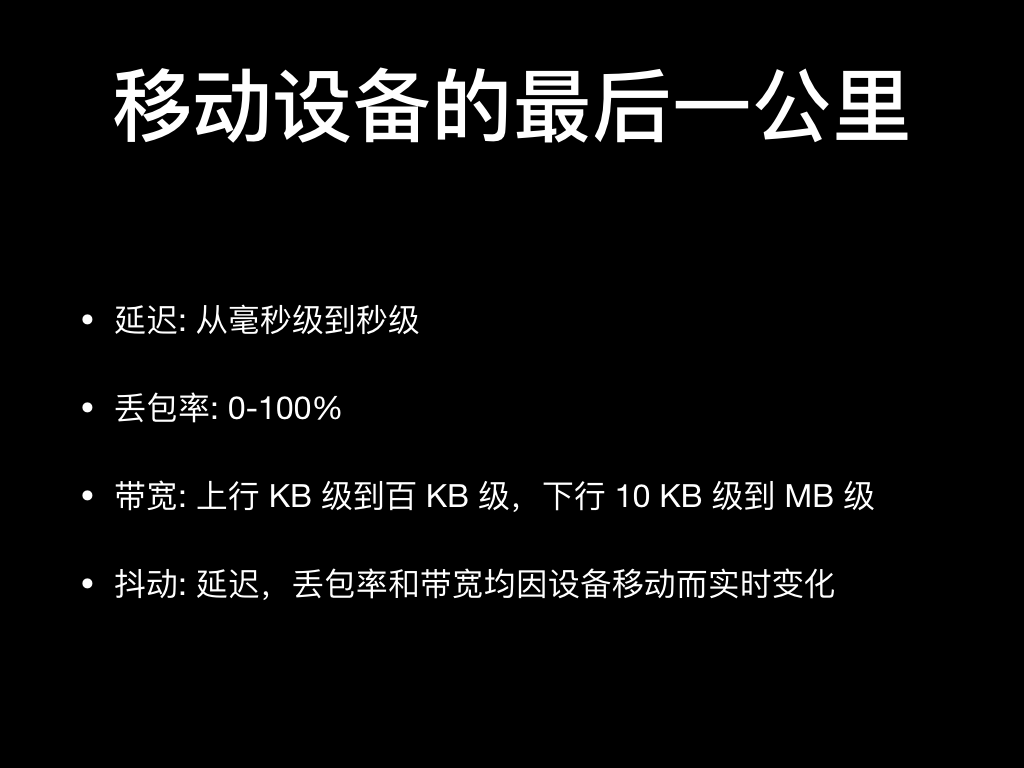 移动设备的最后一公里
• 延迟: 从毫秒级到秒级
• 丢包率: 0-100%
• 带宽: 上行 KB 级到百 KB 级，下行 10 KB 级到 MB 级
• 抖动: 延迟，丢包率和带宽均因设备移动而实时变化